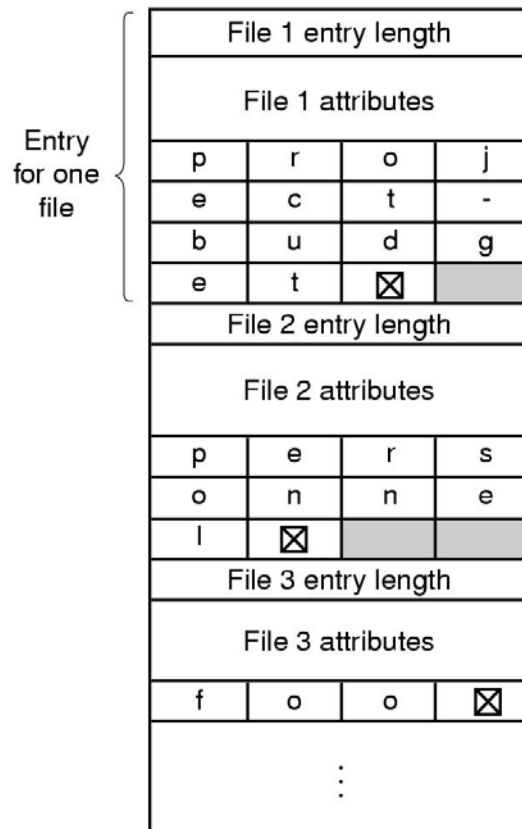 File 1 entry length
Entry for one file
File 1 attributes
p r o j
e c t -
b u d g
e t ☒
File 2 entry length
File 2 attributes
p e r s
o n n e
l ☒
File 3 entry length
File 3 attributes
f o o ☒
⋮